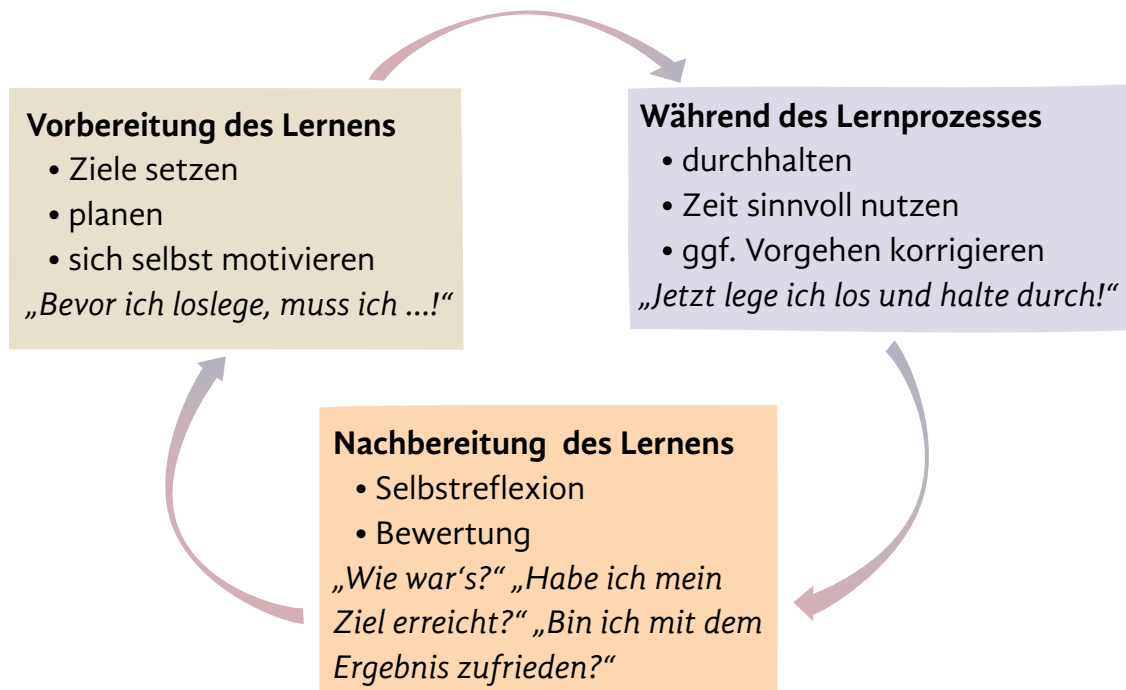 Vorbereitung des Lernens
• Ziele setzen
• planen
• sich selbst motivieren
„Bevor ich loslege, muss ich ...!“
Während des Lernprozesses
• durchhalten
• Zeit sinnvoll nutzen
• ggf. Vorgehen korrigieren
„Jetzt lege ich los und halte durch!“
Nachbereitung des Lernens
• Selbstreflexion
• Bewertung
„Wie war‘s?“ „Habe ich mein
Ziel erreicht?“ „Bin ich mit dem
Ergebnis zufrieden?“